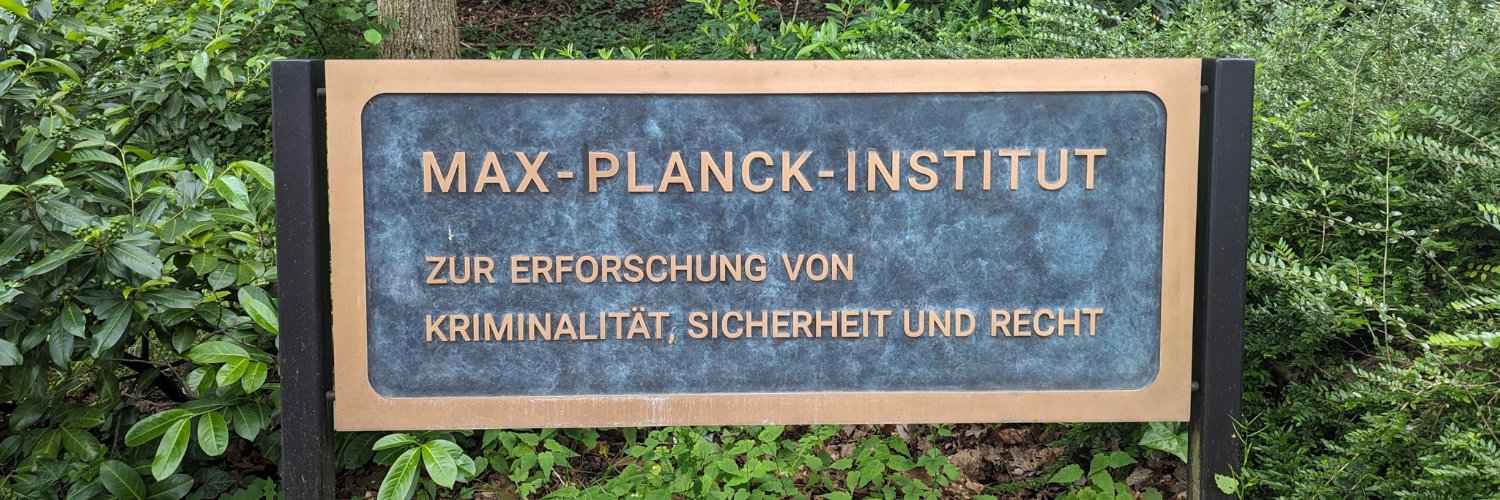 MAX-PLANCK-INSTITUT
ZUR ERFORSCHUNG VON
KRIMINALITÄT, SICHERHEIT UND RECHT